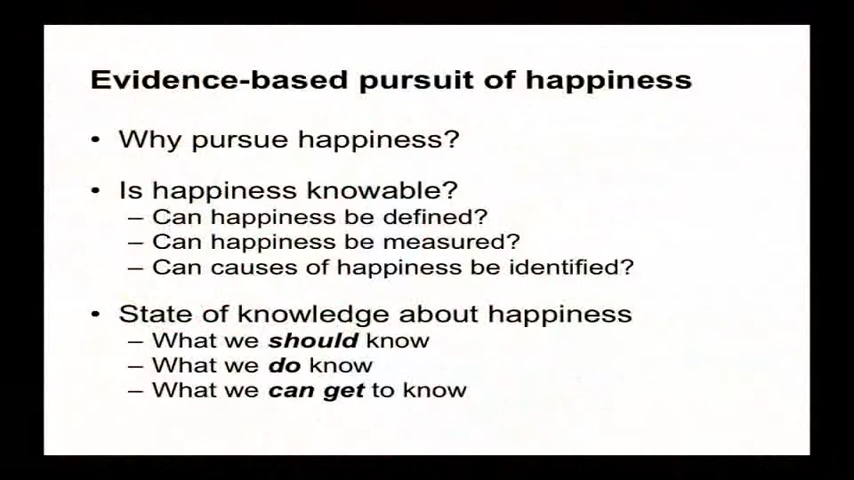 Evidence-based pursuit of happiness
• Why pursue happiness?
• Is happiness knowable?
– Can happiness be defined?
– Can happiness be measured?
– Can causes of happiness be identified?
• State of knowledge about happiness
– What we should know
– What we do know
– What we can get to know